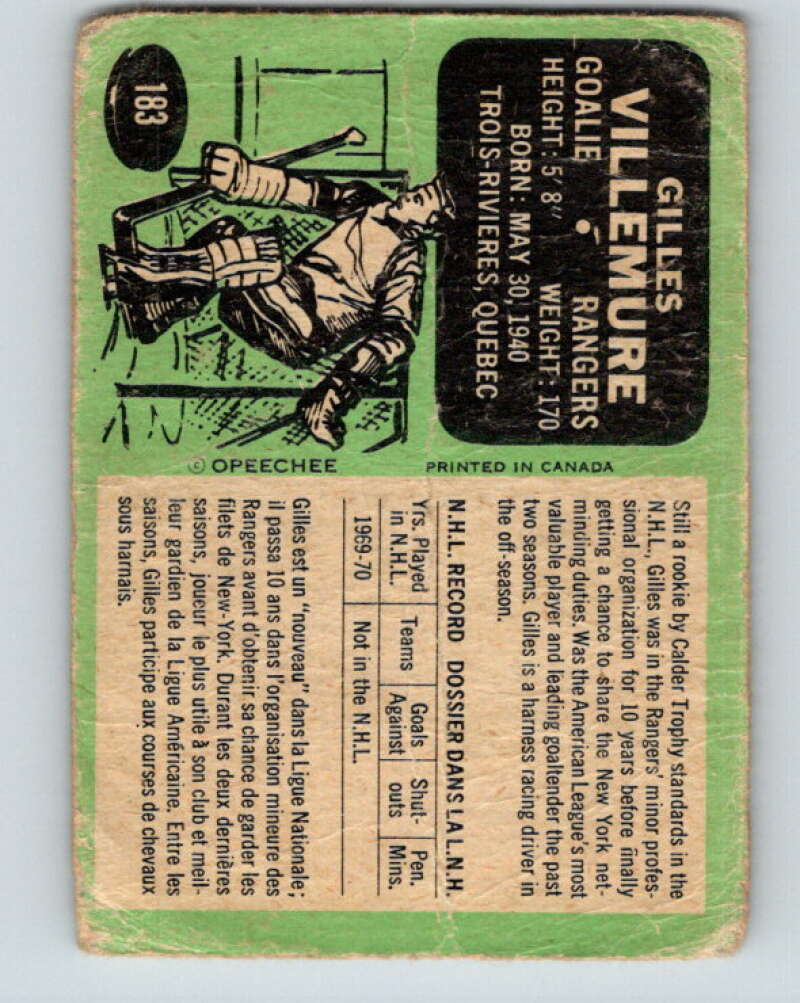 183
GILLES
VILLEMURE
GOALIE • RANGERS
HEIGHT: 5'8" WEIGHT: 170
BORN: MAY 30, 1940
TROIS-RIVIERES, QUEBEC
© OPEECHEE PRINTED IN CANADA
Still a rookie by Calder Trophy standards in the
N.H.L., Gilles was in the Rangers' minor profes-
sional organization for 10 years before finally
getting a chance to share the New York net-
minding duties. Was the American League's most
valuable player and leading goaltender the past
two seasons. Gilles is a harness racing driver in
the off-season.
N.H.L. RECORD DOSSIER DANS LA L.N.H.
Yrs. Played in N.H.L. Teams Goals Against Shut-outs Pen. Mins.
1969-70 Not in the N.H.L.
Gilles est un "nouveau" dans la Ligue Nationale;
il passa 10 ans dans l'organisation mineure des
Rangers avant d'obtenir sa chance de garder les
filets de New-York. Durant les deux dernières
saisons, joueur le plus utile à son club et meil-
leur gardien de la Ligue Américaine. Entre les
saisons, Gilles participe aux courses de chevaux
sous harnais.